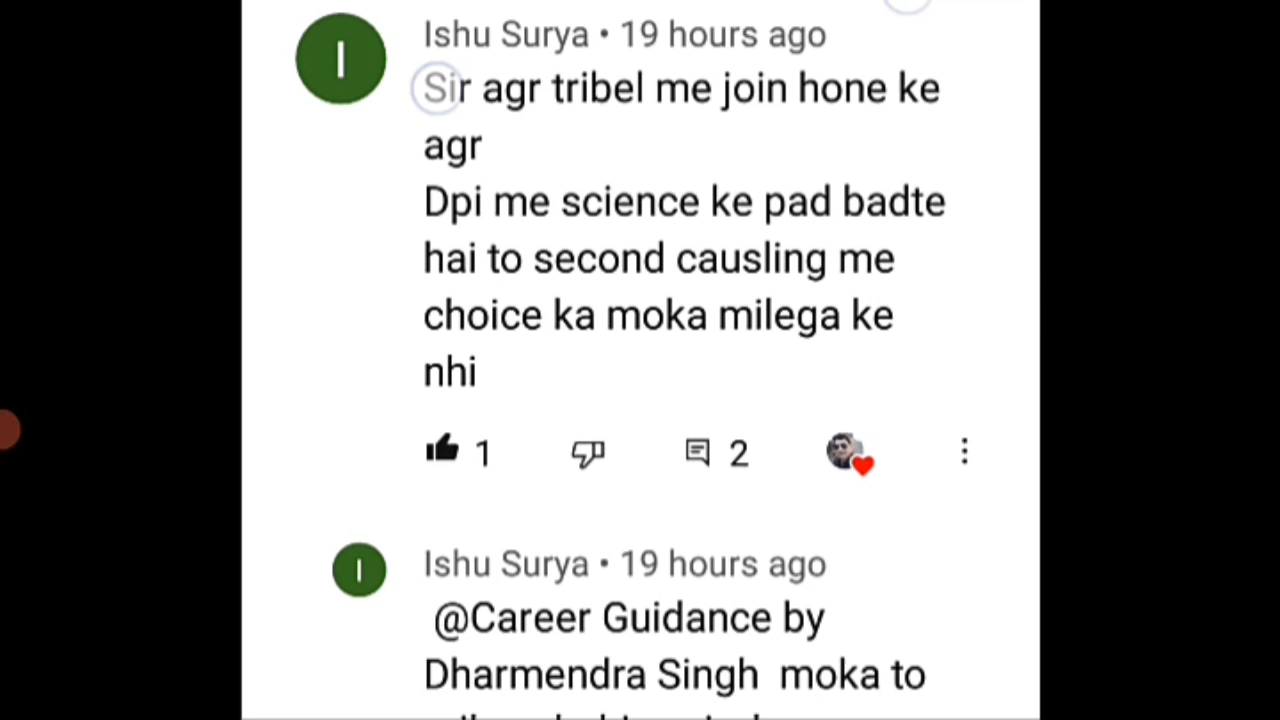 I
Ishu Surya • 19 hours ago
Sir agr tribel me join hone ke
agr
Dpi me science ke pad badte
hai to second causling me
choice ka moka milega ke
nhi
1
2
I
Ishu Surya • 19 hours ago
@Career Guidance by
Dharmendra Singh moka to